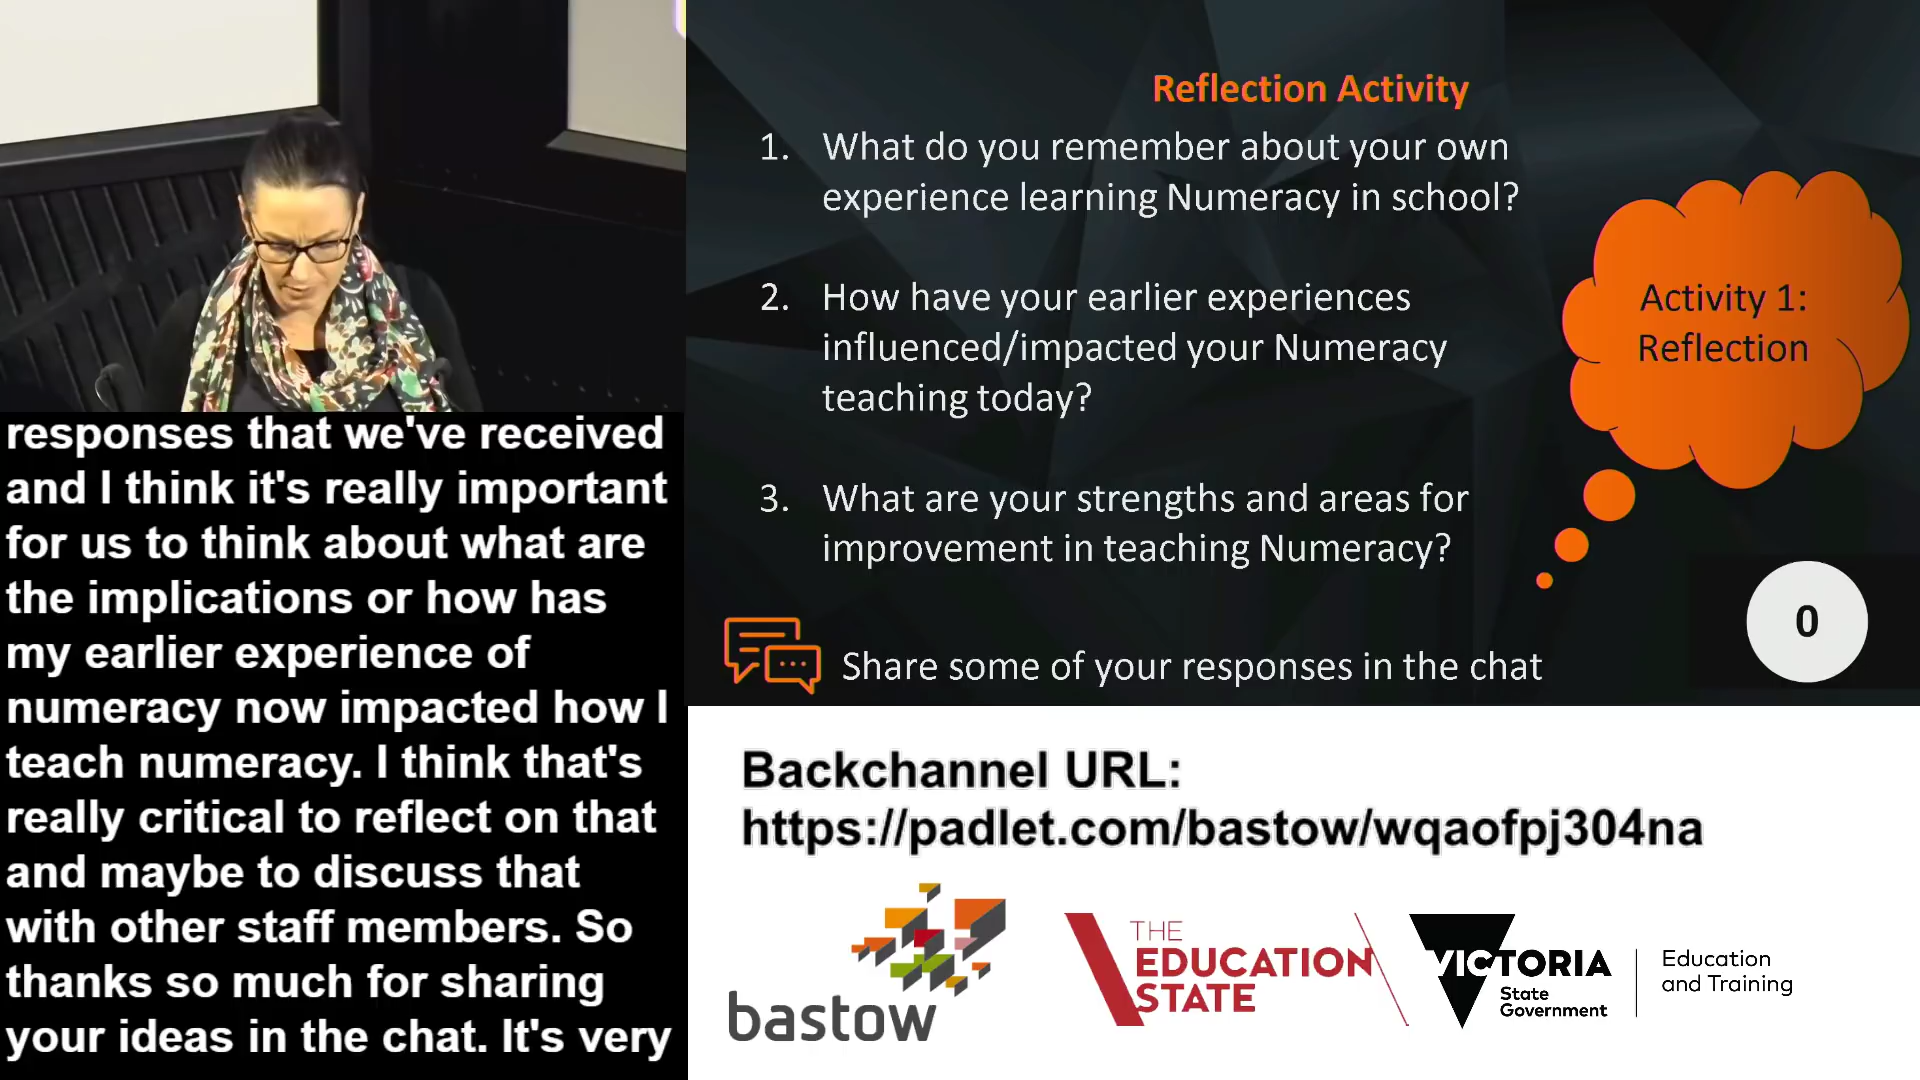 responses that we've received
and I think it's really important
for us to think about what are
the implications or how has
my earlier experience of
numeracy now impacted how I
teach numeracy. I think that's
really critical to reflect on that
and maybe to discuss that
with other staff members. So
thanks so much for sharing
your ideas in the chat. It's very
Reflection Activity
1. What do you remember about your own
experience learning Numeracy in school?
2. How have your earlier experiences
influenced/impacted your Numeracy
teaching today?
3. What are your strengths and areas for
improvement in teaching Numeracy?
Share some of your responses in the chat
Activity 1:
Reflection
0
Backchannel URL:
https://padlet.com/bastow/wqaofpj304na
bastow
THE
EDUCATION
STATE
VICTORIA
State
Government
Education
and Training